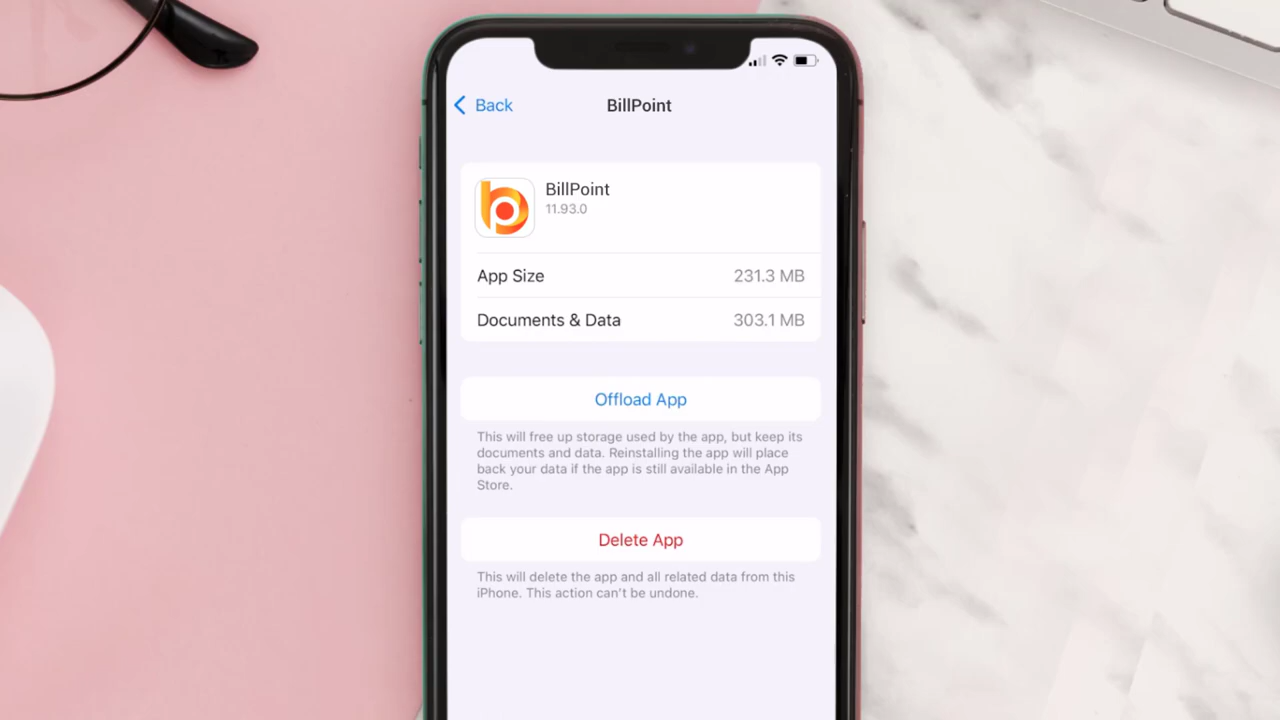 Back
BillPoint
BillPoint
11.93.0
App Size 231.3 MB
Documents & Data 303.1 MB
Offload App
This will free up storage used by the app, but keep its
documents and data. Reinstalling the app will place
back your data if the app is still available in the App
Store.
Delete App
This will delete the app and all related data from this
iPhone. This action can't be undone.